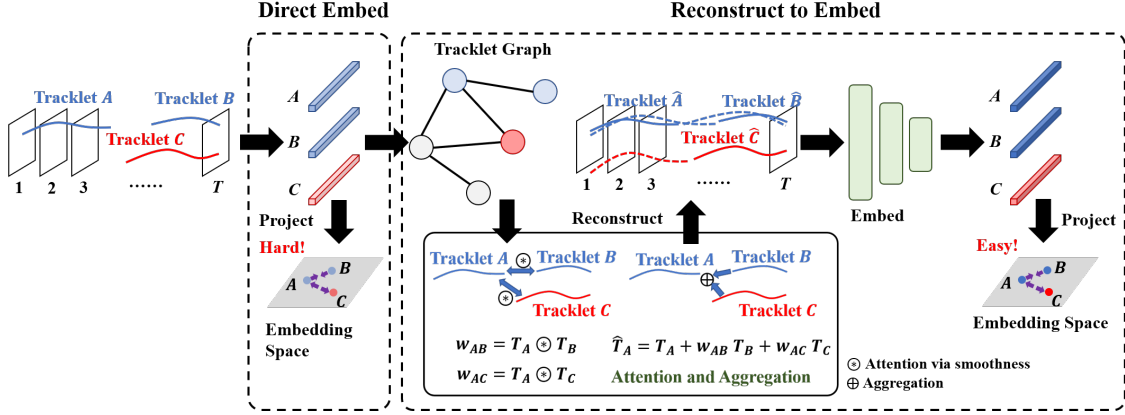 Direct Embed
Reconstruct to Embed
Tracklet A
Tracklet B
Tracklet C
1 2 3 ...... T
A
B
C
Project
Hard!
A B C
Embedding
Space
Tracklet Graph
Reconstruct
Tracklet Â
Tracklet B̂
Tracklet Ĉ
1 2 3 ...... T
Tracklet A ⊛ Tracklet B
⊛ Tracklet C
w_AB = T_A ⊛ T_B
w_AC = T_A ⊛ T_C
Tracklet A Tracklet B
⊕
Tracklet C
T̂_A = T_A + w_AB T_B + w_AC T_C
Attention and Aggregation
Embed
A
B
C
Project
Easy!
A B C
Embedding Space
⊛ Attention via smoothness
⊕ Aggregation